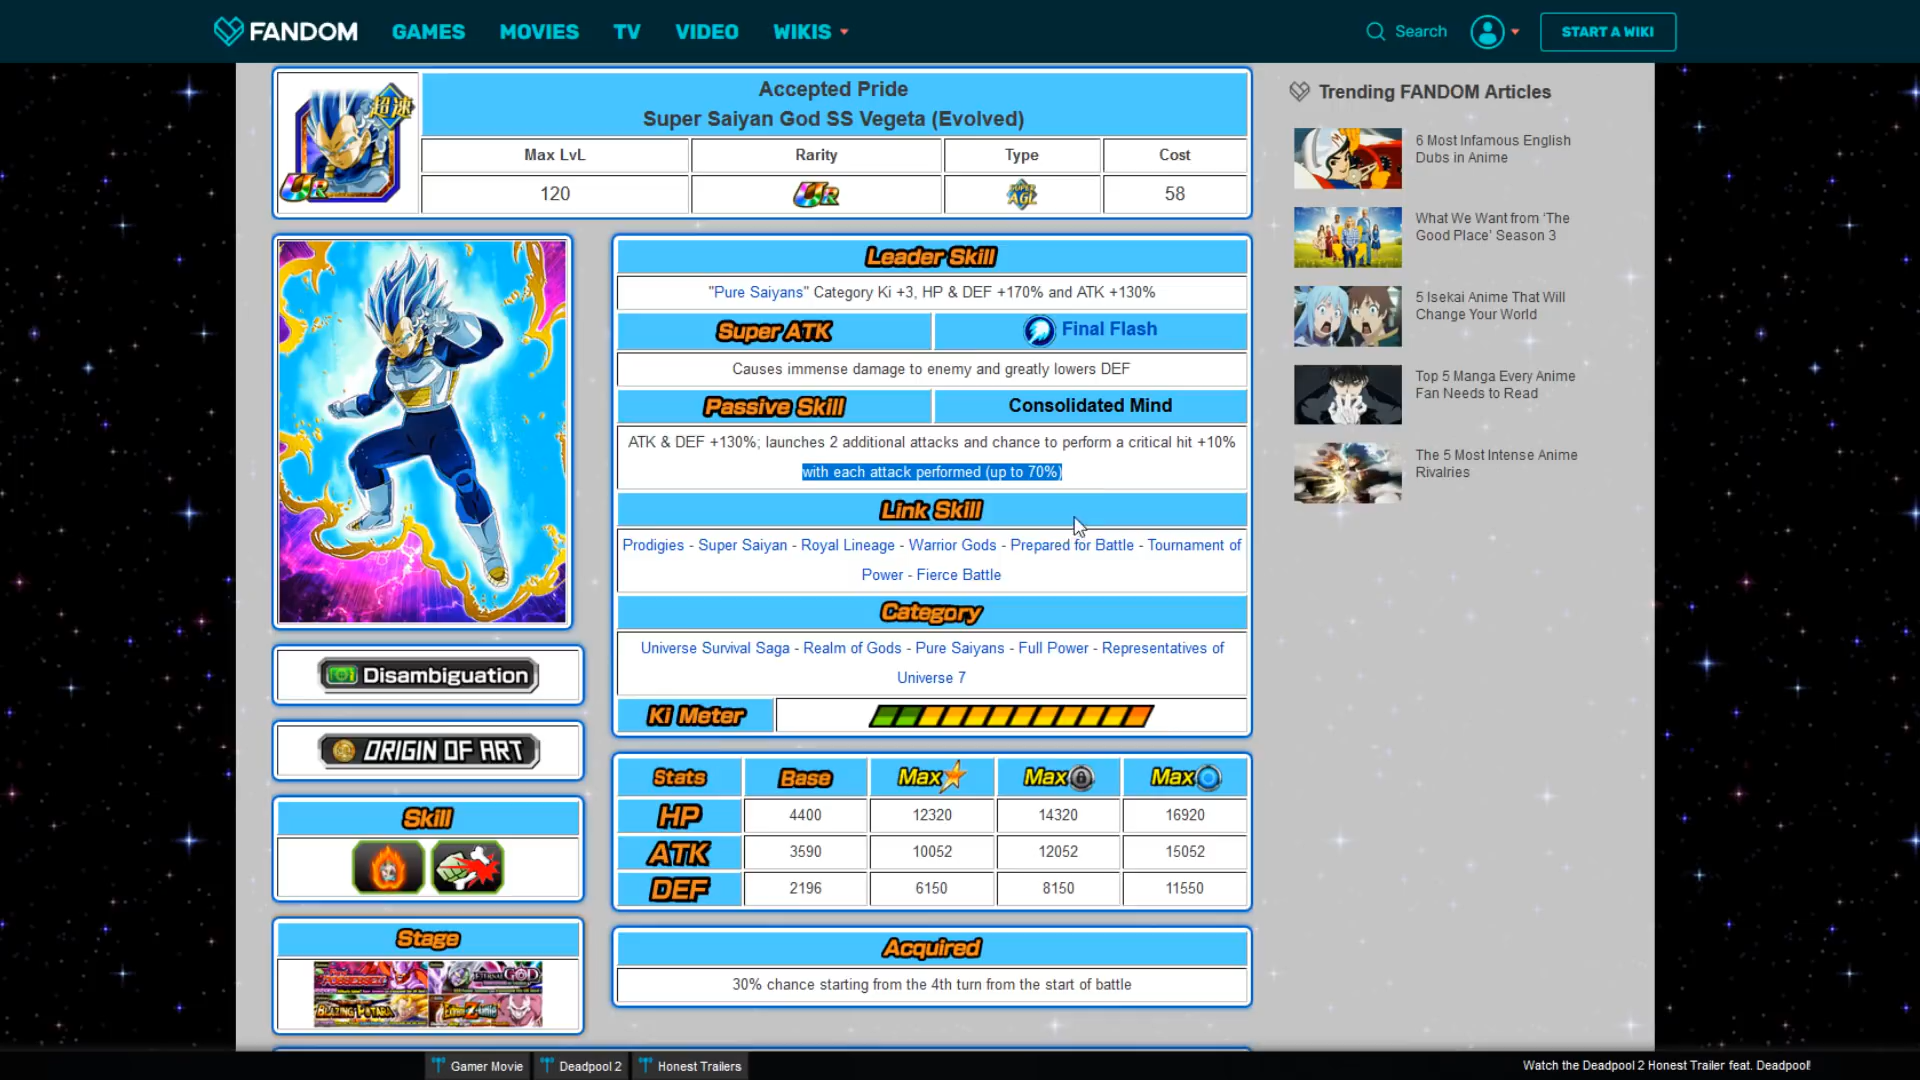 FANDOM GAMES MOVIES TV VIDEO WIKIS Search START A WIKI
Accepted Pride
Super Saiyan God SS Vegeta (Evolved)
超速
UR
Max LvL Rarity Type Cost
120 UR SUPER AGL 58
Leader Skill
"Pure Saiyans" Category Ki +3, HP & DEF +170% and ATK +130%
Super ATK Final Flash
Causes immense damage to enemy and greatly lowers DEF
Passive Skill Consolidated Mind
ATK & DEF +130%; launches 2 additional attacks and chance to perform a critical hit +10%
with each attack performed (up to 70%)
Link Skill
Prodigies - Super Saiyan - Royal Lineage - Warrior Gods - Prepared for Battle - Tournament of
Power - Fierce Battle
Category
Universe Survival Saga - Realm of Gods - Pure Saiyans - Full Power - Representatives of
Universe 7
Ki Meter
Disambiguation
ORIGIN OF ART
Skill
Stage
Stats Base Max Max Max
HP 4400 12320 14320 16920
ATK 3590 10052 12052 15052
DEF 2196 6150 8150 11550
Acquired
30% chance starting from the 4th turn from the start of battle
Trending FANDOM Articles
6 Most Infamous English
Dubs in Anime
What We Want from 'The
Good Place' Season 3
5 Isekai Anime That Will
Change Your World
Top 5 Manga Every Anime
Fan Needs to Read
The 5 Most Intense Anime
Rivalries
Gamer Movie Deadpool 2 Honest Trailers
Watch the Deadpool 2 Honest Trailer feat. Deadpool!